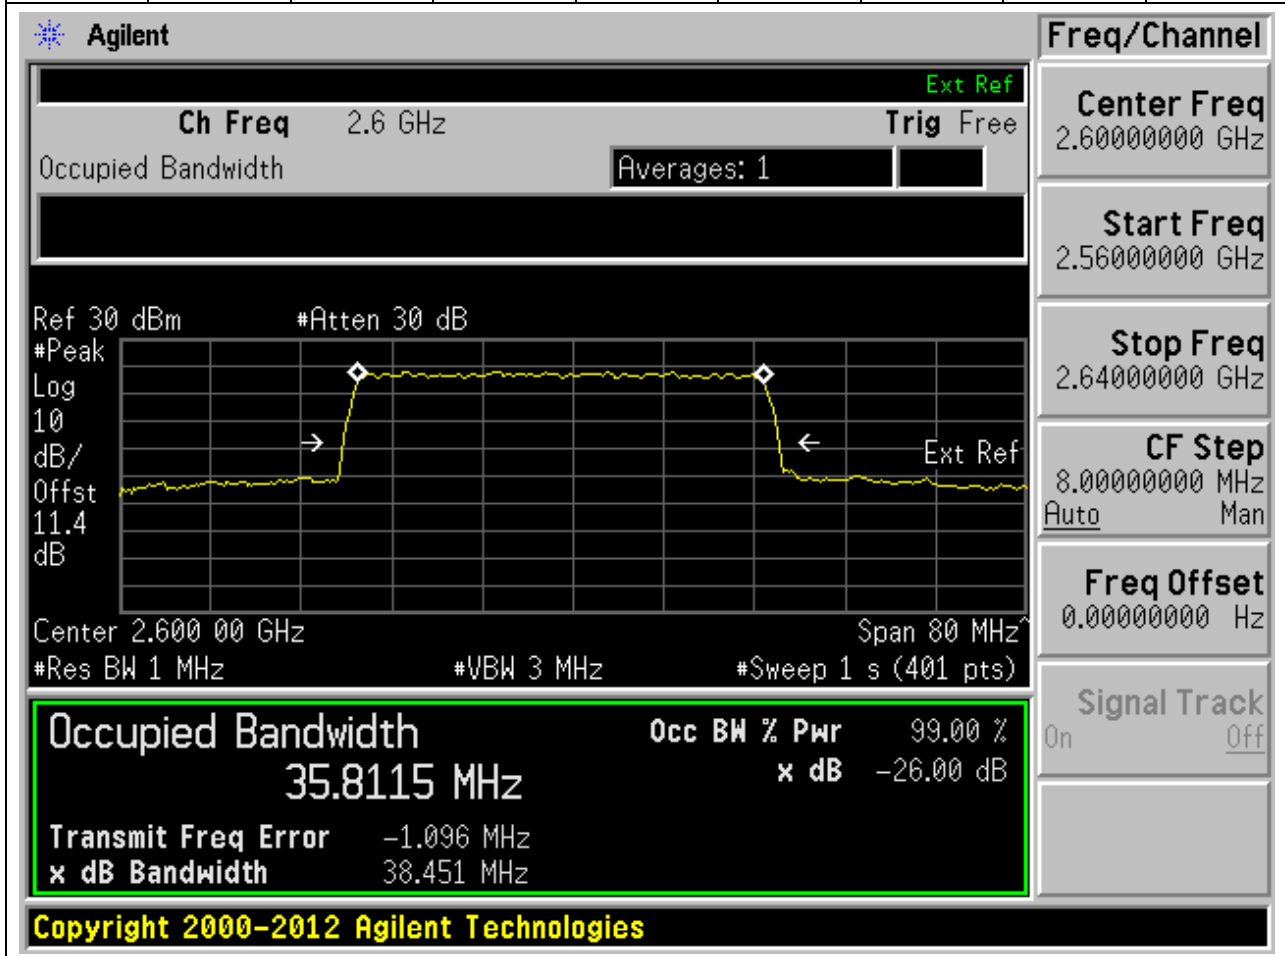 Agilent
Freq/Channel
Ext Ref
Ch Freq 2.6 GHz Trig Free
Occupied Bandwidth Averages: 1
Center Freq
2.60000000 GHz
Start Freq
2.56000000 GHz
Stop Freq
2.64000000 GHz
CF Step
8.00000000 MHz
Auto Man
Freq Offset
0.00000000 Hz
Signal Track
On Off
Ref 30 dBm #Atten 30 dB
#Peak
Log
10
dB/
Offst
11.4
dB
Ext Ref
Center 2.600 00 GHz Span 80 MHz^
#Res BW 1 MHz #VBW 3 MHz #Sweep 1 s (401 pts)
Occupied Bandwidth Occ BW % Pwr 99.00 %
35.8115 MHz x dB -26.00 dB
Transmit Freq Error -1.096 MHz
x dB Bandwidth 38.451 MHz
Copyright 2000-2012 Agilent Technologies